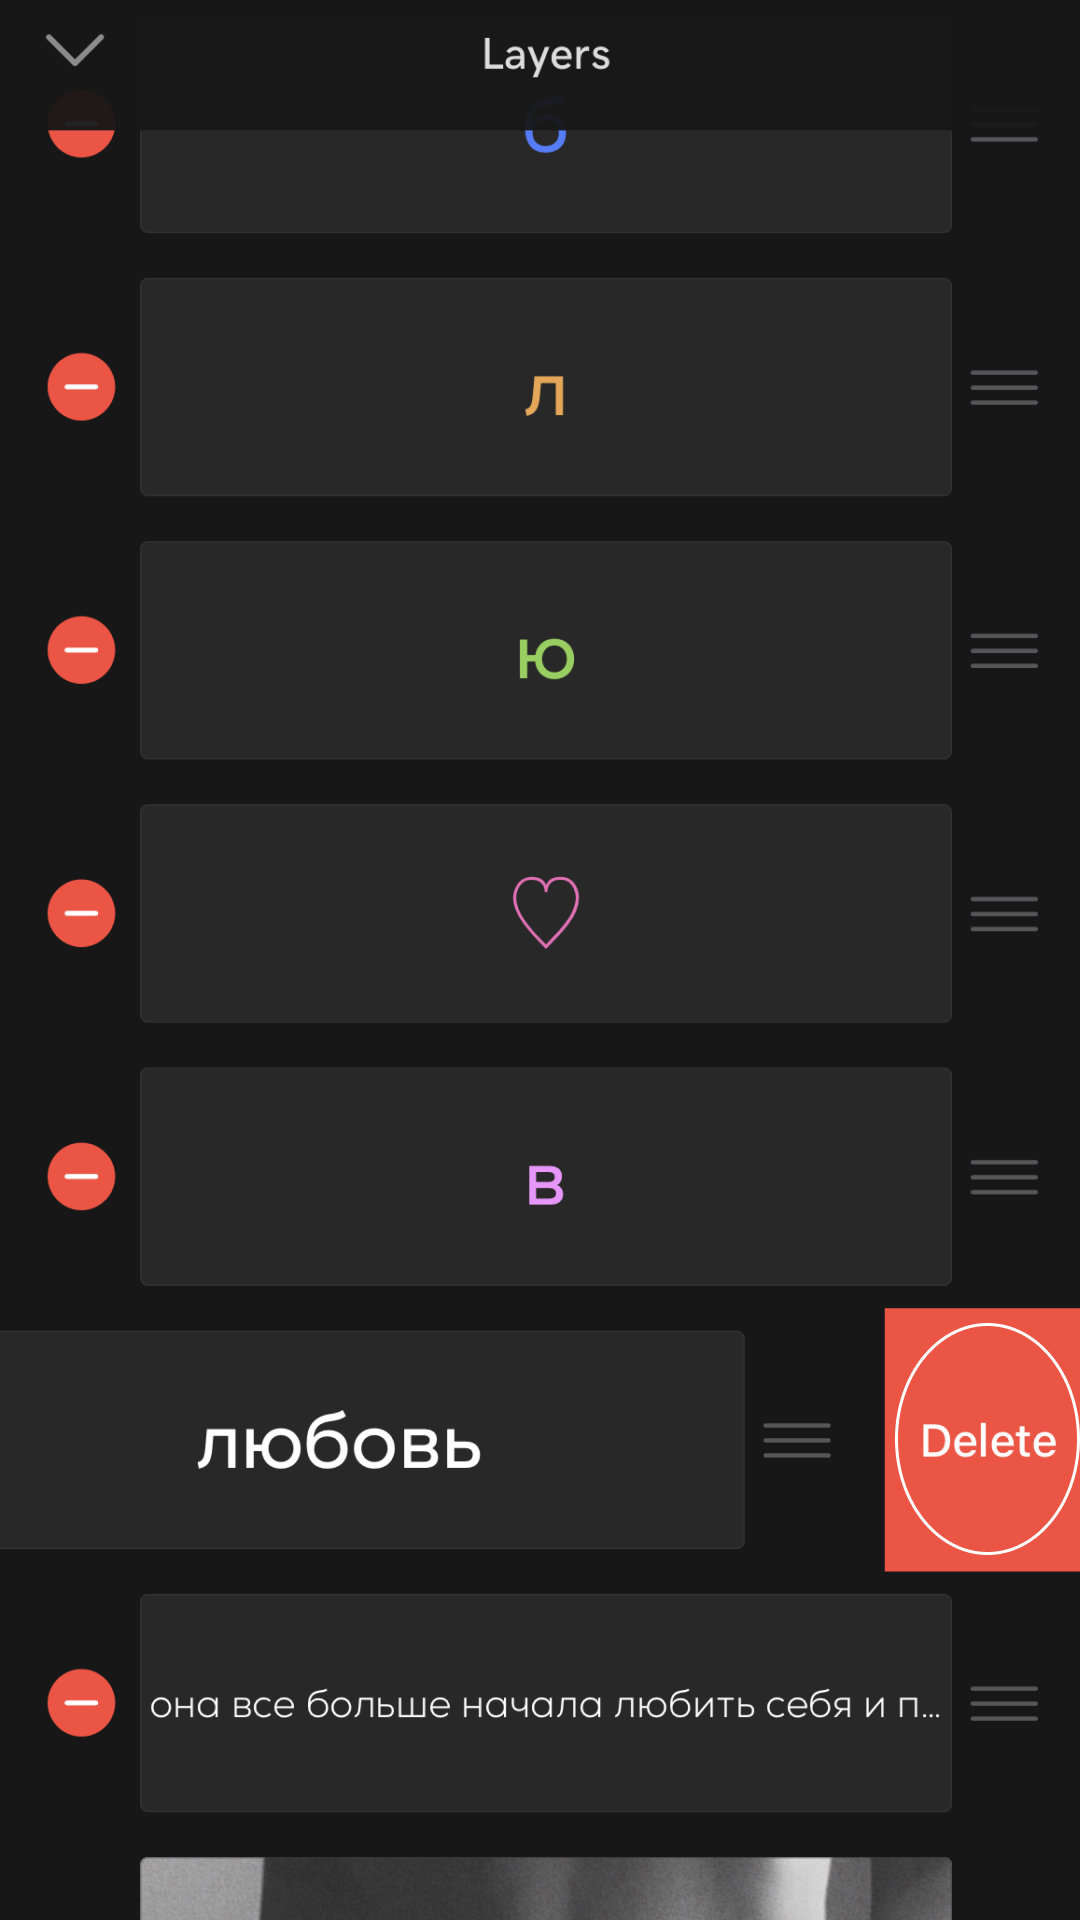 Layers
б
л
ю
в
любовь
Delete
она все больше начала любить себя и п...